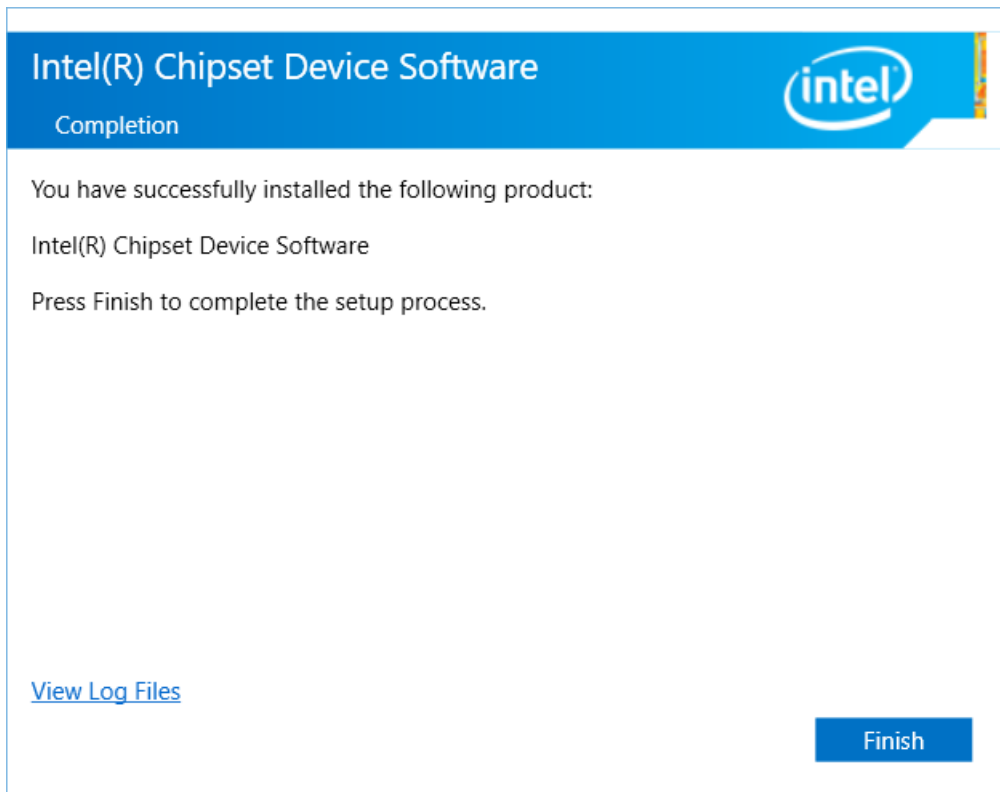 Intel(R) Chipset Device Software
intel
Completion
You have successfully installed the following product:
Intel(R) Chipset Device Software
Press Finish to complete the setup process.
View Log Files
Finish